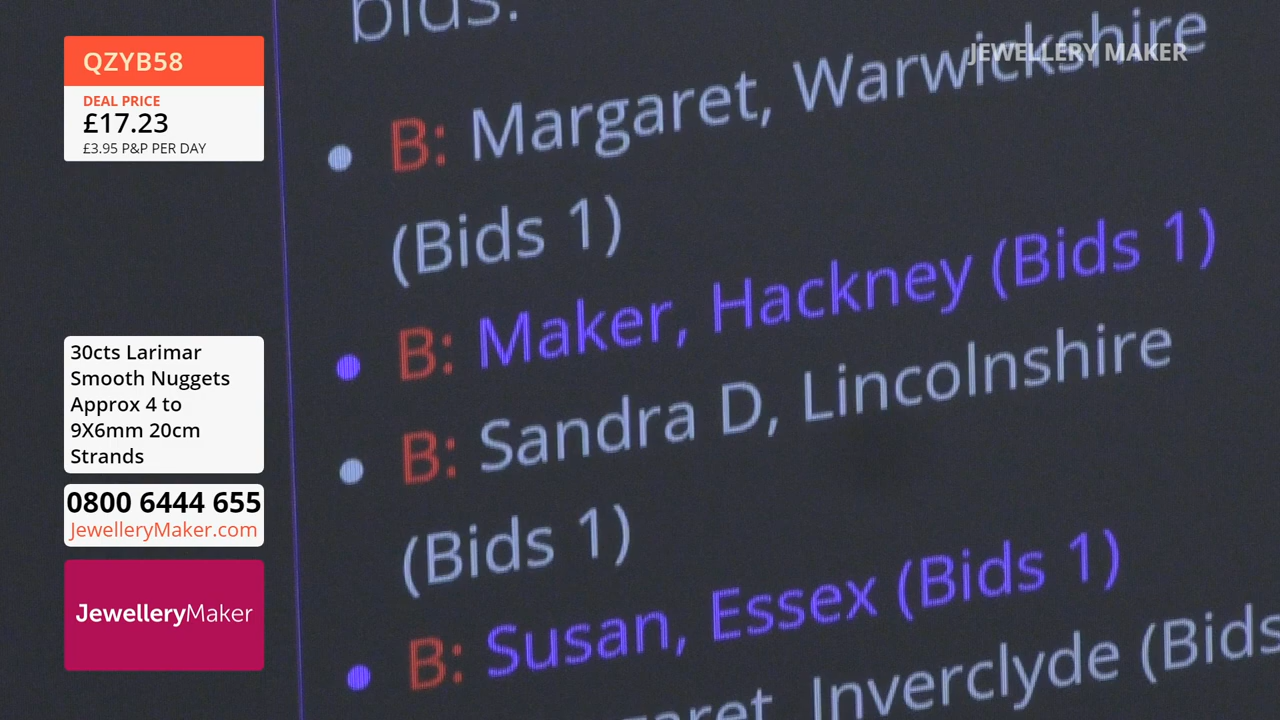 QZYB58
DEAL PRICE
£17.23
£3.95 P&P PER DAY
30cts Larimar
Smooth Nuggets
Approx 4 to
9X6mm 20cm
Strands
0800 6444 655
JewelleryMaker.com
JewelleryMaker
JEWELLERY MAKER
bids.
• B: Margaret, Warwickshire
(Bids 1)
• B: Maker, Hackney (Bids 1)
• B: Sandra D, Lincolnshire
(Bids 1)
• B: Susan, Essex (Bids 1)
Inverclyde (Bids